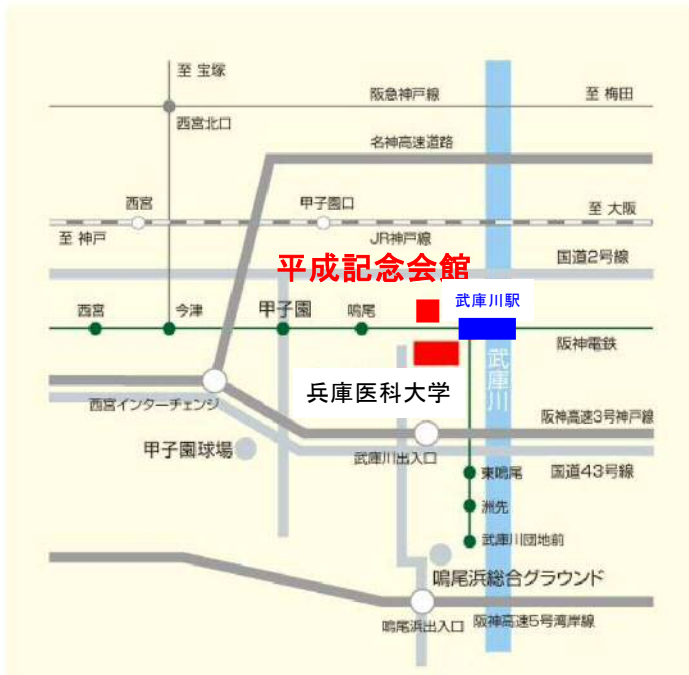 至 宝塚
阪急神戸線
至 梅田
西宮北口
名神高速道路
西宮
甲子園口
至 大阪
至 神戸
JR神戸線
国道2号線
平成記念会館
武庫川駅
西宮
今津
甲子園
鳴尾
阪神電鉄
武庫川
兵庫医科大学
西宮インターチェンジ
阪神高速3号神戸線
甲子園球場
武庫川出入口
東鳴尾
国道43号線
洲先
武庫川団地前
鳴尾浜総合グラウンド
鳴尾浜出入口
阪神高速5号湾岸線